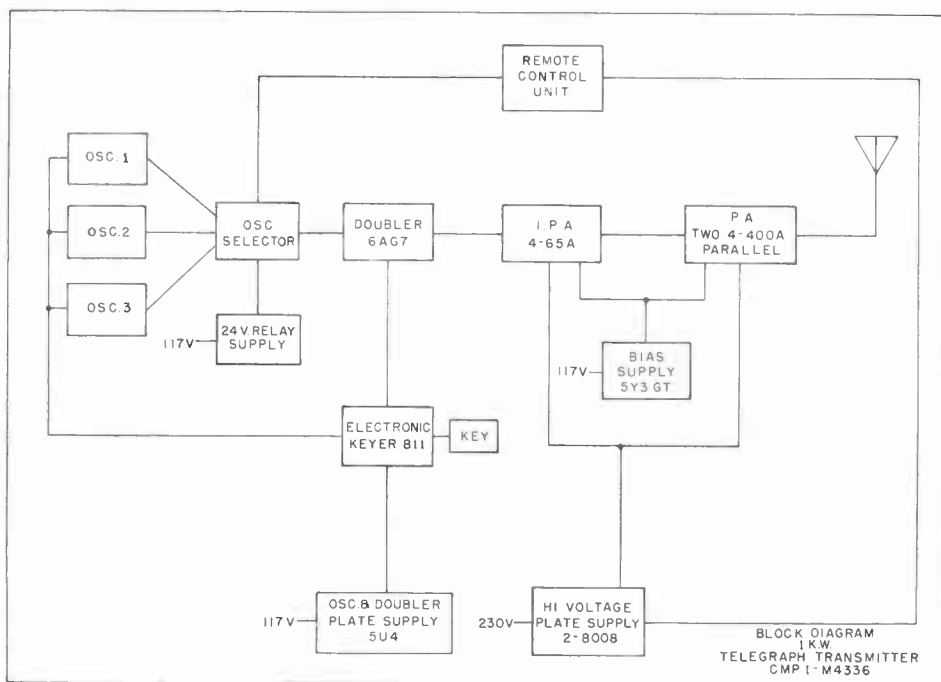 REMOTE
CONTROL
UNIT
OSC. 1
OSC. 2
OSC. 3
OSC
SELECTOR
DOUBLER
6AG7
I.P.A
4-65A
P A
TWO 4-400A
PARALLEL
117V
24V. RELAY
SUPPLY
117V
BIAS
SUPPLY
5Y3 GT
ELECTRONIC
KEYER 811
KEY
117V
OSC. & DOUBLER
PLATE SUPPLY
5U4
230V
HI VOLTAGE
PLATE SUPPLY
2-8008
BLOCK DIAGRAM
1 K.W.
TELEGRAPH TRANSMITTER
CMP 1-M4336